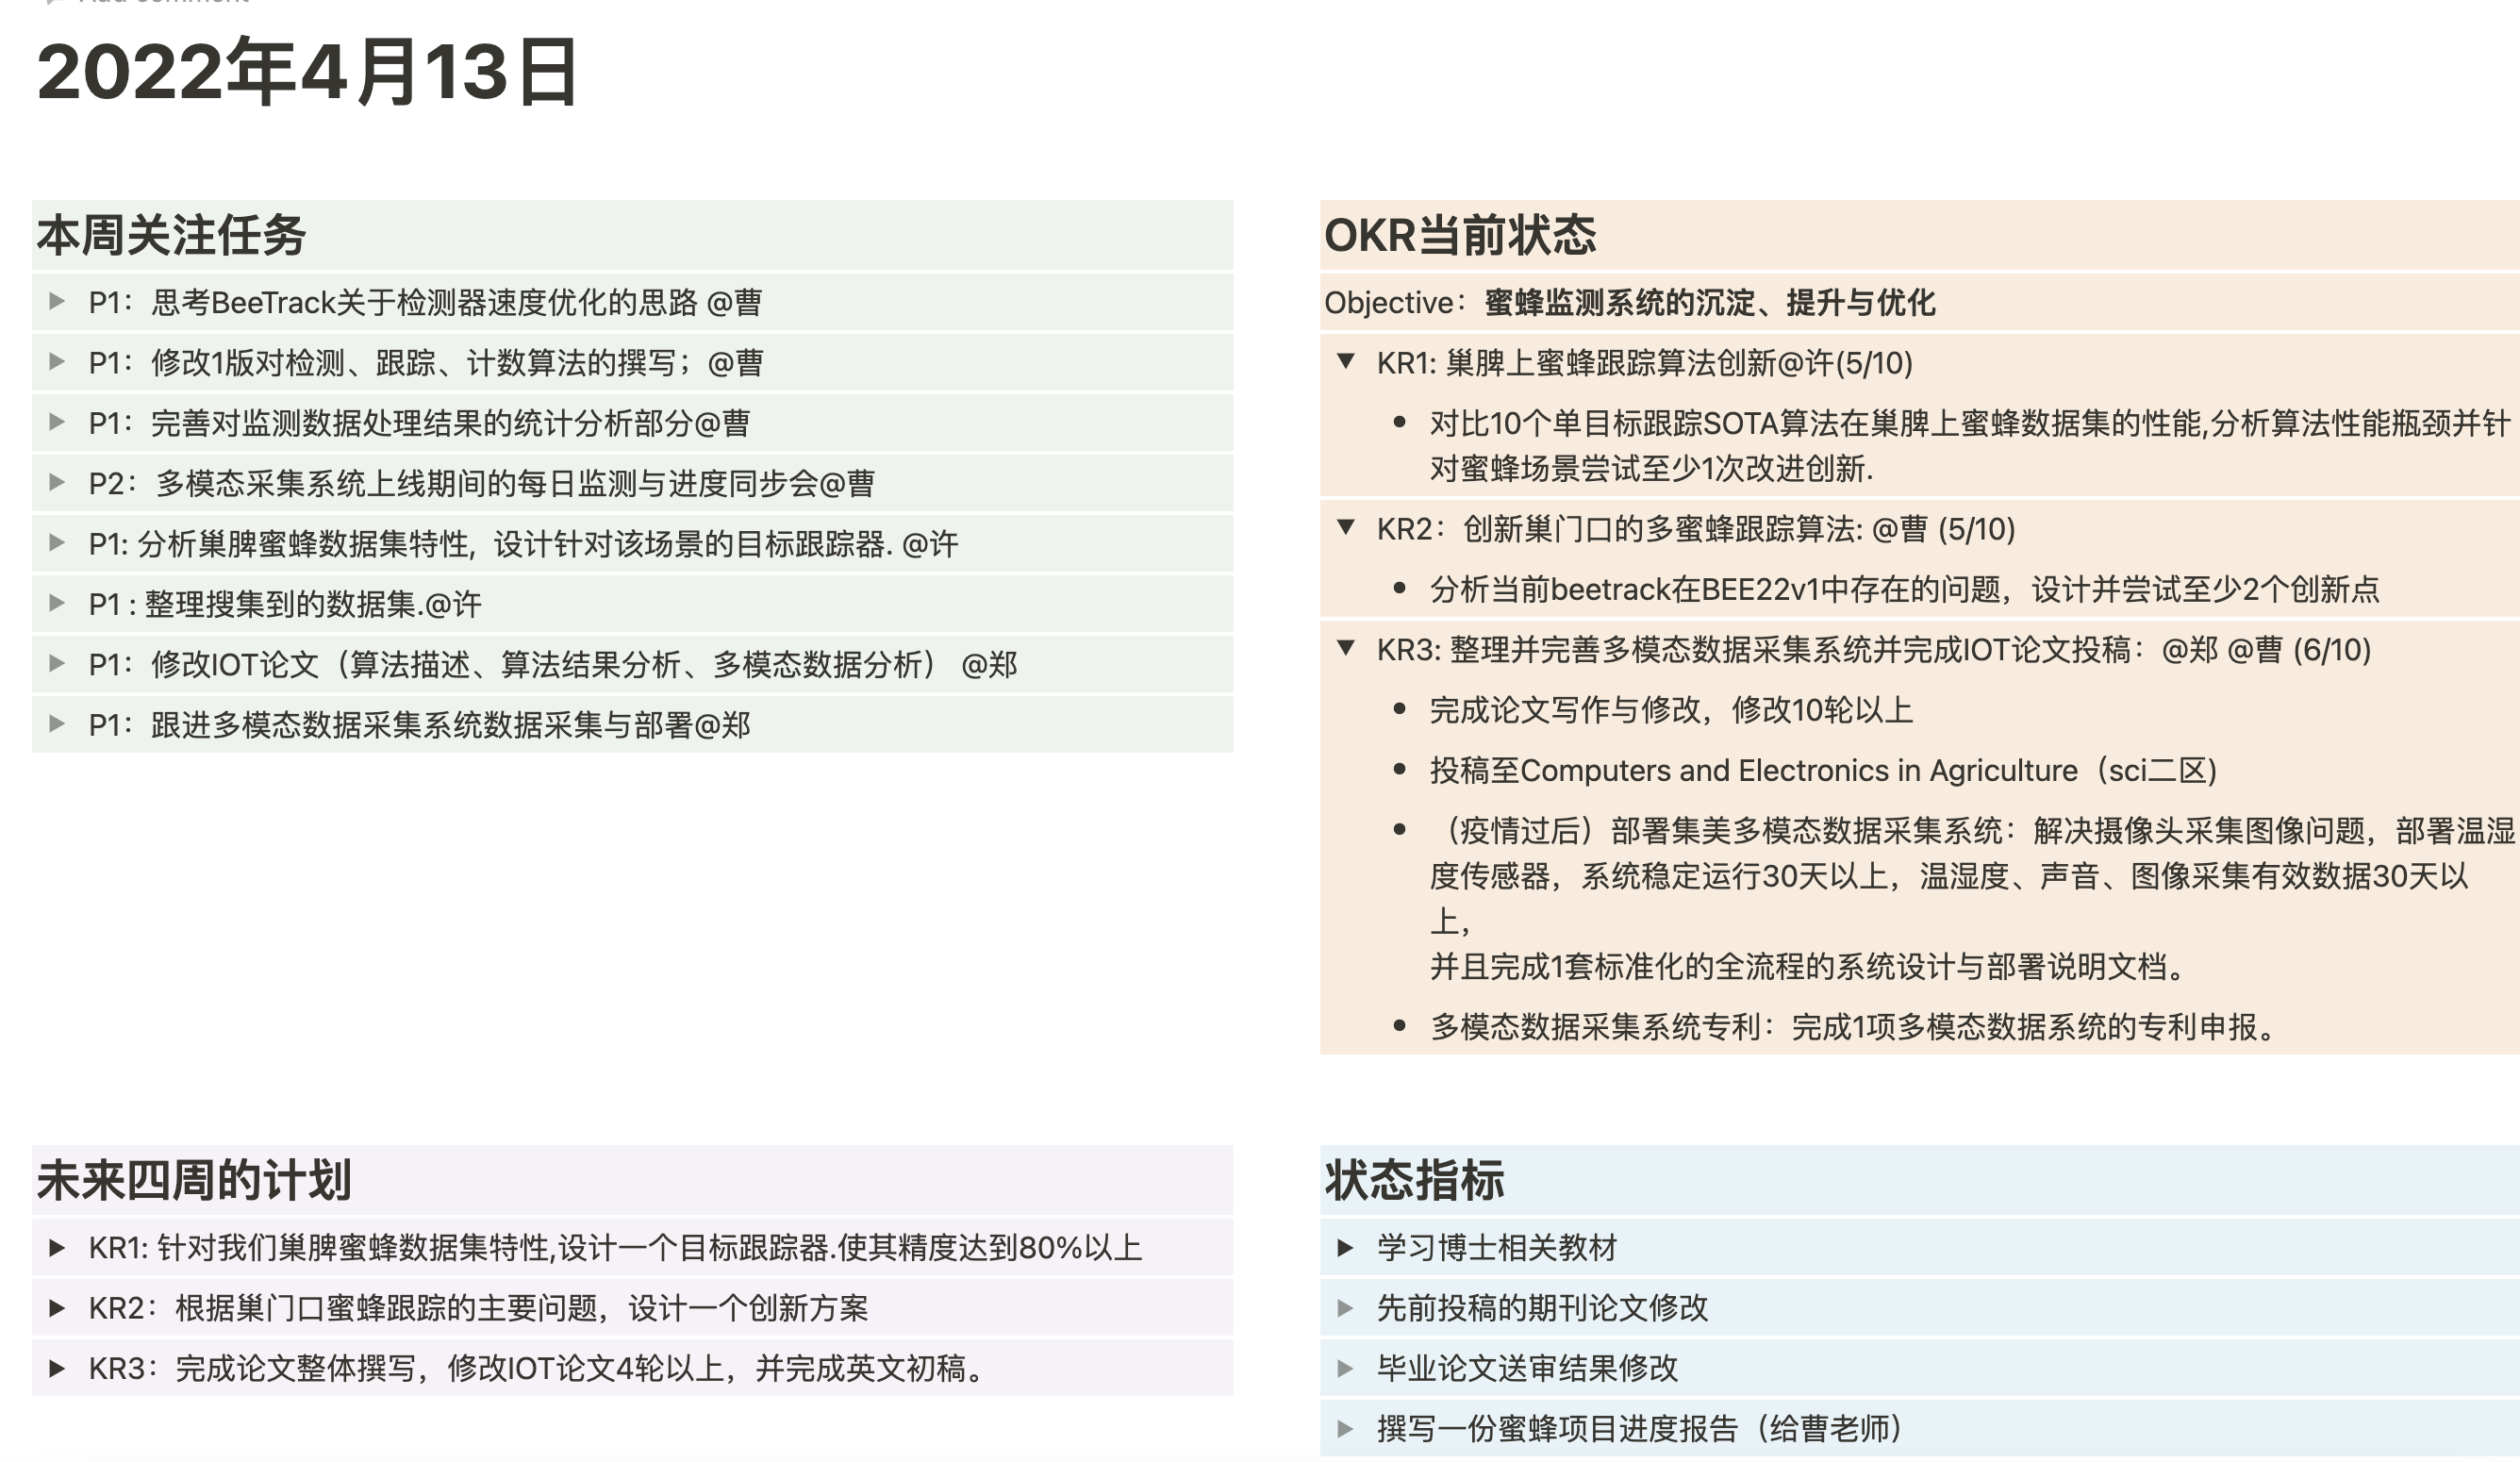 Add comment
2022年4月13日
本周关注任务
P1：思考BeeTrack关于检测器速度优化的思路 @曹
P1：修改1版对检测、跟踪、计数算法的撰写；@曹
P1：完善对监测数据处理结果的统计分析部分@曹
P2：多模态采集系统上线期间的每日监测与进度同步会@曹
P1: 分析巢脾蜜蜂数据集特性，设计针对该场景的目标跟踪器. @许
P1 : 整理搜集到的数据集.@许
P1：修改IOT论文（算法描述、算法结果分析、多模态数据分析） @郑
P1：跟进多模态数据采集系统数据采集与部署@郑
OKR当前状态
Objective：蜜蜂监测系统的沉淀、提升与优化
KR1: 巢脾上蜜蜂跟踪算法创新@许(5/10)
对比10个单目标跟踪SOTA算法在巢脾上蜜蜂数据集的性能,分析算法性能瓶颈并针
对蜜蜂场景尝试至少1次改进创新.
KR2：创新巢门口的多蜜蜂跟踪算法: @曹 (5/10)
分析当前beetrack在BEE22v1中存在的问题，设计并尝试至少2个创新点
KR3: 整理并完善多模态数据采集系统并完成IOT论文投稿：@郑 @曹 (6/10)
完成论文写作与修改，修改10轮以上
投稿至Computers and Electronics in Agriculture（sci二区)
（疫情过后）部署集美多模态数据采集系统：解决摄像头采集图像问题，部署温湿
度传感器，系统稳定运行30天以上，温湿度、声音、图像采集有效数据30天以
上，
并且完成1套标准化的全流程的系统设计与部署说明文档。
多模态数据采集系统专利：完成1项多模态数据系统的专利申报。
未来四周的计划
KR1: 针对我们巢脾蜜蜂数据集特性,设计一个目标跟踪器.使其精度达到80%以上
KR2：根据巢门口蜜蜂跟踪的主要问题，设计一个创新方案
KR3：完成论文整体撰写，修改IOT论文4轮以上，并完成英文初稿。
状态指标
学习博士相关教材
先前投稿的期刊论文修改
毕业论文送审结果修改
撰写一份蜜蜂项目进度报告（给曹老师）